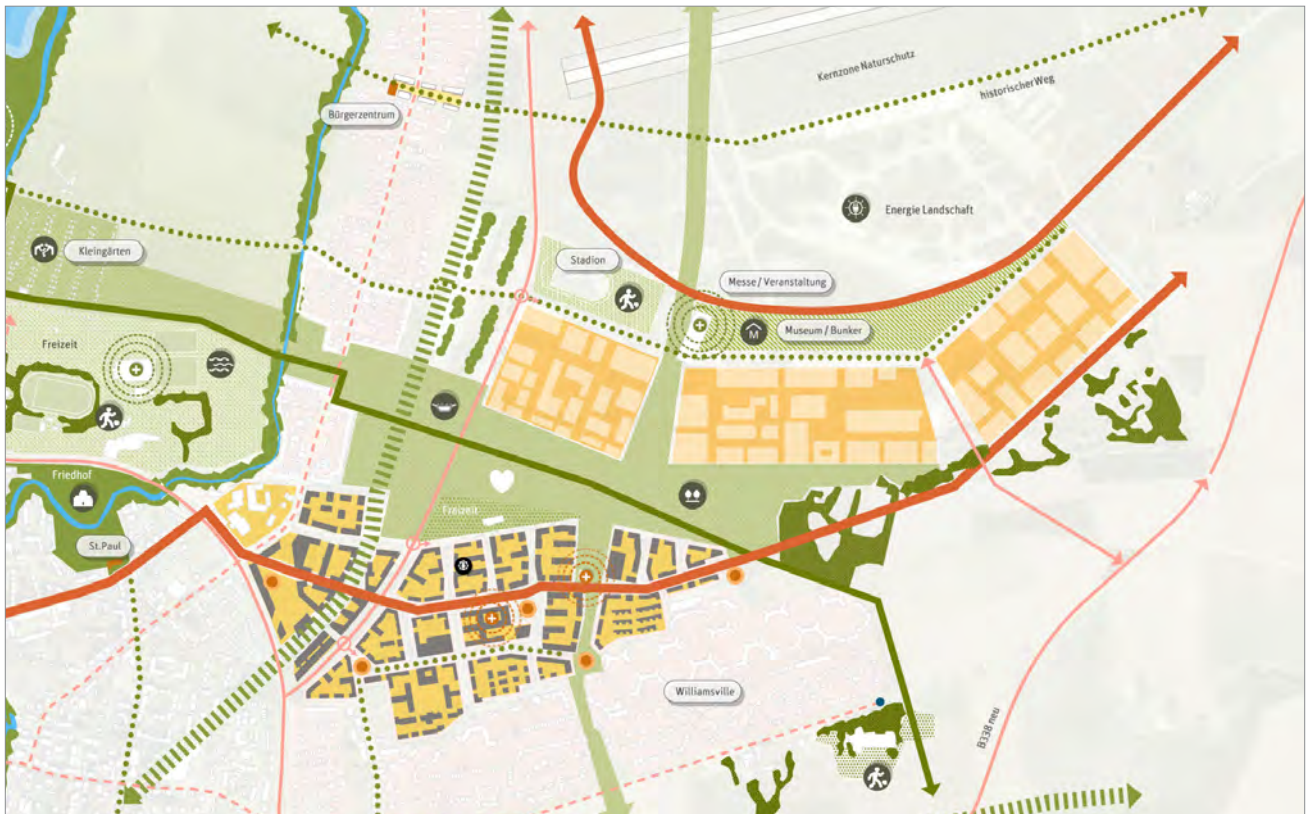 Kernzone Naturschutz
historischer Weg
Bürgerzentrum
Energie Landschaft
Kleingärten
Stadion
Messe / Veranstaltung
M
Museum / Bunker
Freizeit
Friedhof
Freizeit
St.Paul
Williamsville
B338 neu